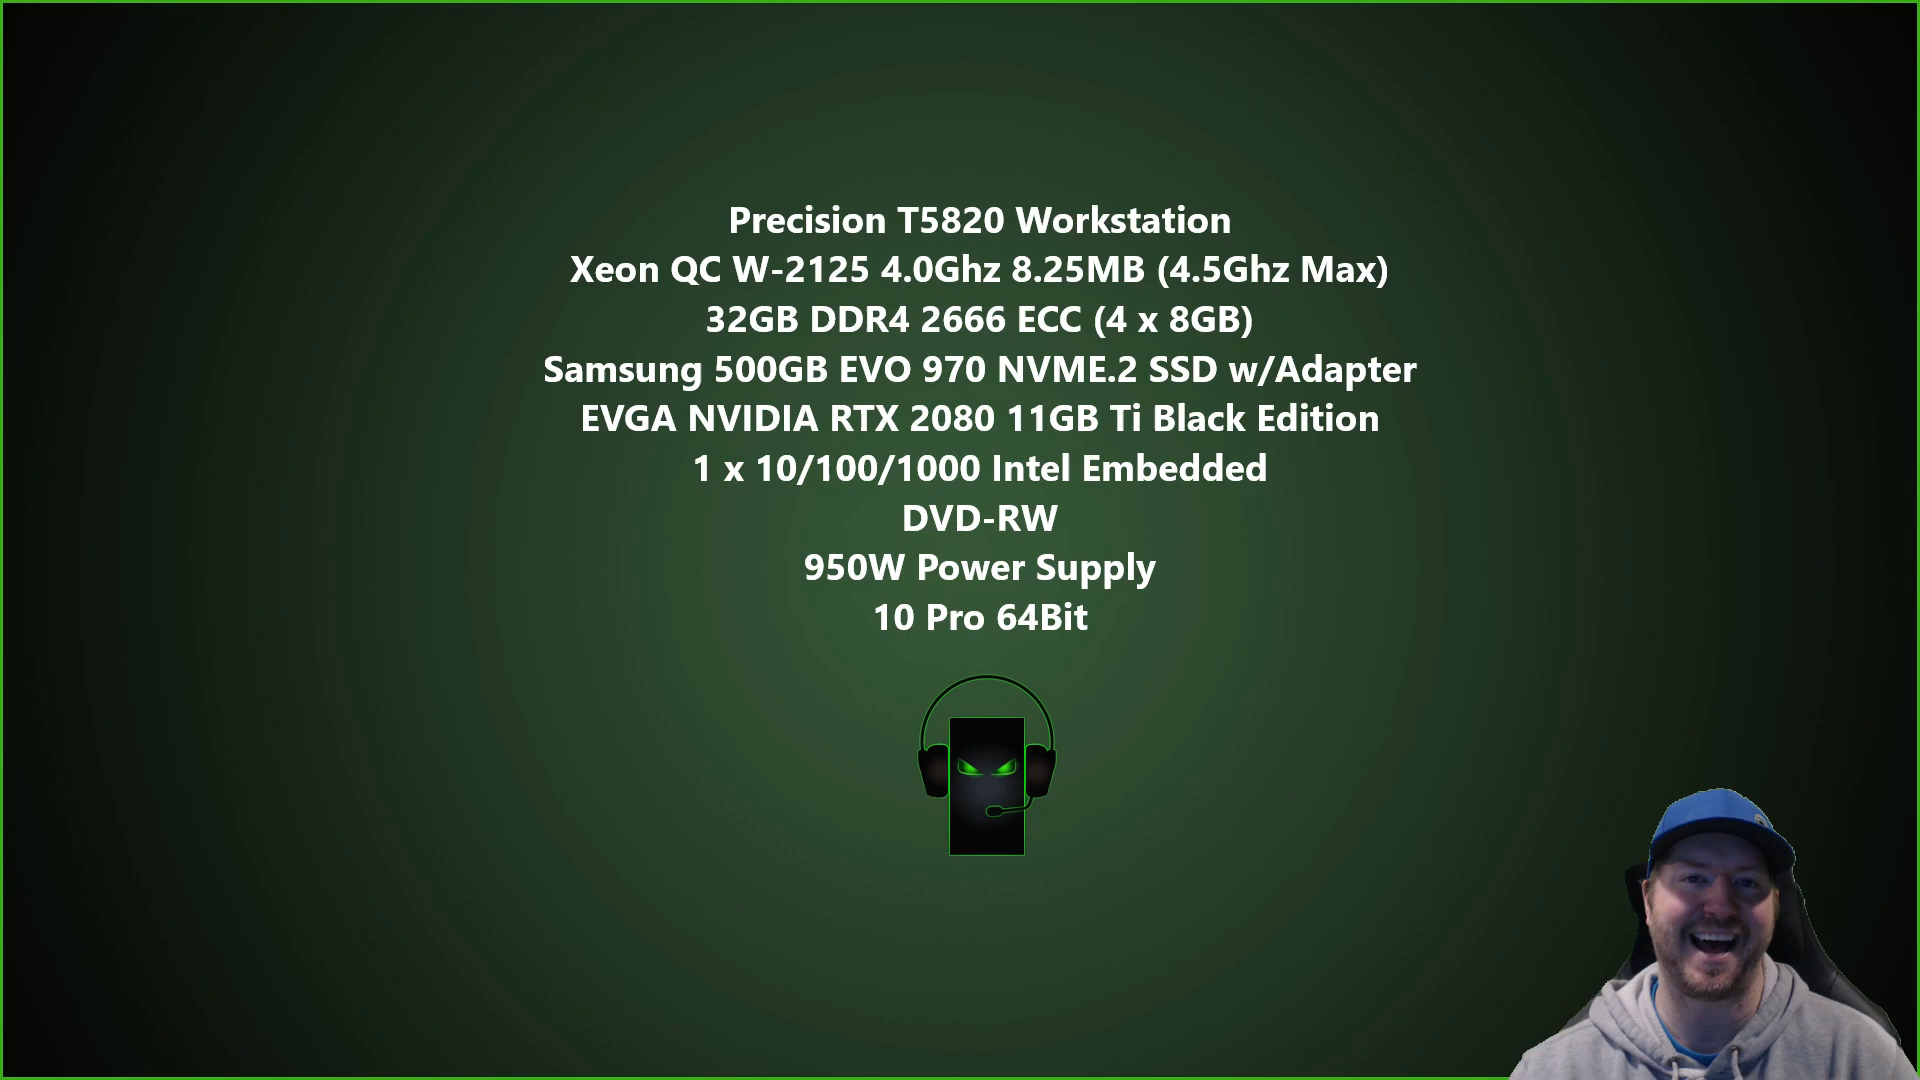 Precision T5820 Workstation
Xeon QC W-2125 4.0Ghz 8.25MB (4.5Ghz Max)
32GB DDR4 2666 ECC (4 x 8GB)
Samsung 500GB EVO 970 NVME.2 SSD w/Adapter
EVGA NVIDIA RTX 2080 11GB Ti Black Edition
1 x 10/100/1000 Intel Embedded
DVD-RW
950W Power Supply
10 Pro 64Bit